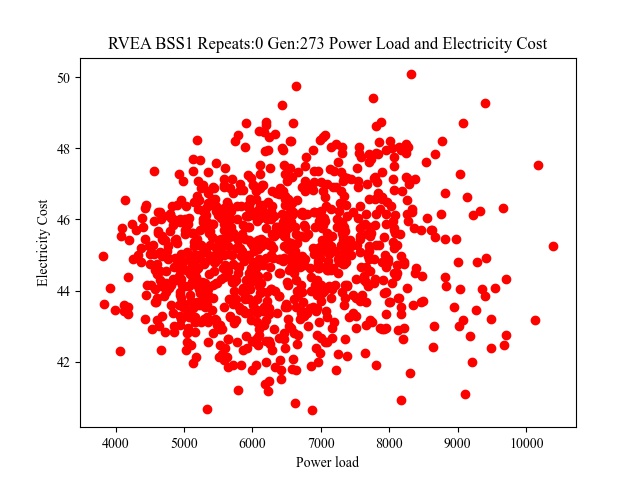 RVEA BSS1 Repeats:0 Gen:273 Power Load and Electricity Cost
50
48
46
44
42
Electricity Cost
4000 5000 6000 7000 8000 9000 10000
Power load